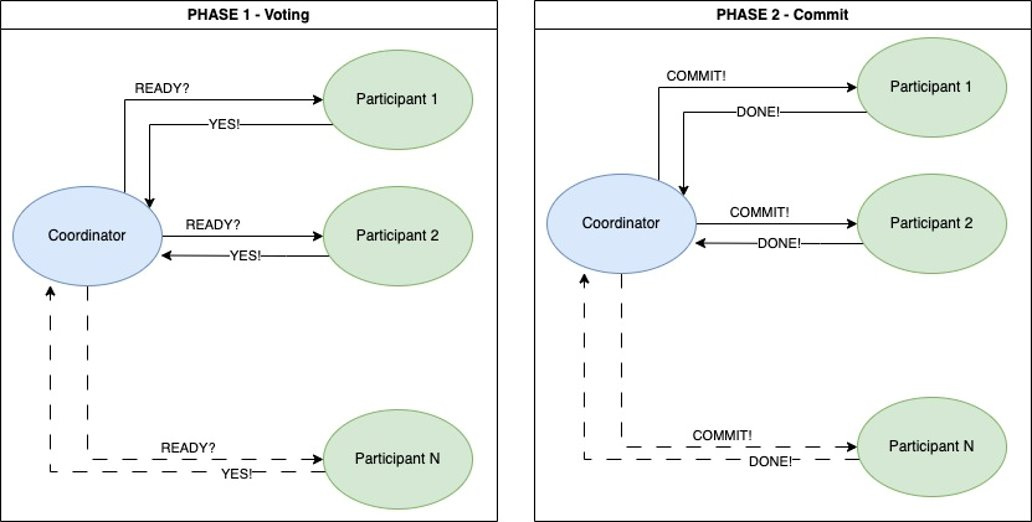 PHASE 1 - Voting
READY?
Participant 1
YES!
Coordinator
READY?
Participant 2
YES!
READY?
Participant N
YES!
PHASE 2 - Commit
COMMIT!
Participant 1
DONE!
Coordinator
COMMIT!
Participant 2
DONE!
COMMIT!
Participant N
DONE!